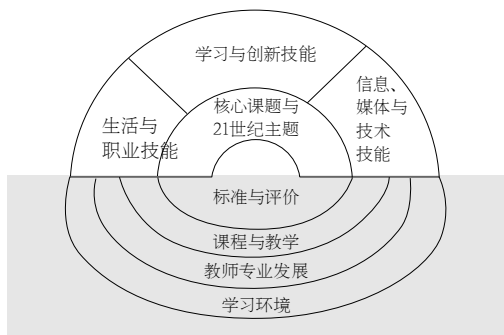 学习与创新技能
生活与
职业技能
核心课题与
21世纪主题
信息、
媒体与
技术
技能
标准与评价
课程与教学
教师专业发展
学习环境